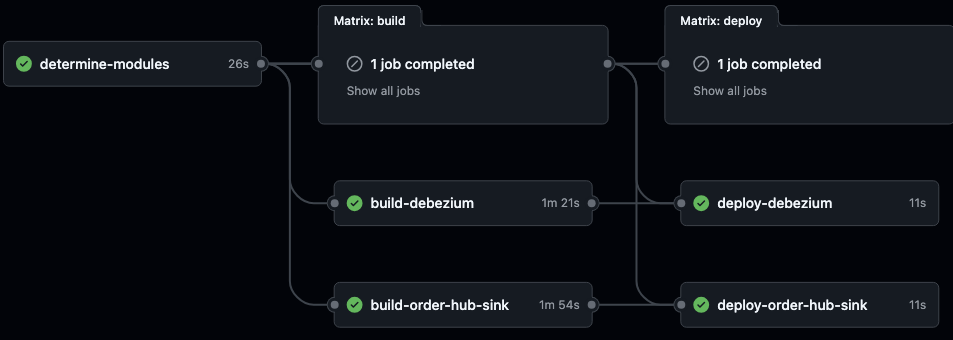 determine-modules 26s
Matrix: build
1 job completed
Show all jobs
build-debezium 1m 21s
build-order-hub-sink 1m 54s
Matrix: deploy
1 job completed
Show all jobs
deploy-debezium 11s
deploy-order-hub-sink 11s